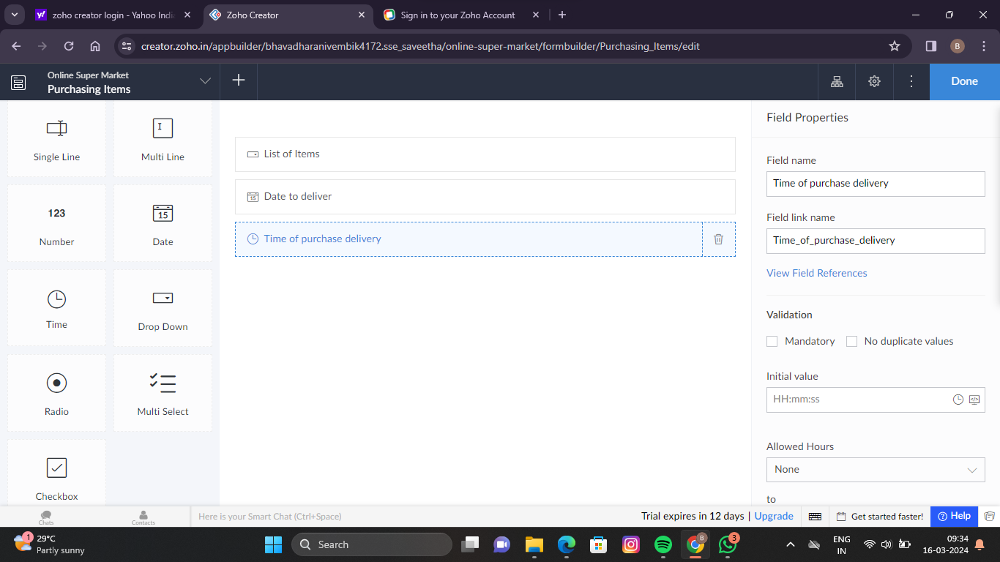 zoho creator login - Yahoo Indi
Zoho Creator
Sign in to your Zoho Account
creator.zoho.in/appbuilder/bhavadharanivembik4172.sse_saveetha/online-super-market/formbuilder/Purchasing_Items/edit
B
Online Super Market
Purchasing Items
Done
Single Line
Multi Line
123
Number
15
Date
Time
Drop Down
Radio
Multi Select
Checkbox
List of Items
15
Date to deliver
Time of purchase delivery
Field Properties
Field name
Time of purchase delivery
Field link name
Time_of_purchase_delivery
View Field References
Validation
Mandatory
No duplicate values
Initial value
HH:mm:ss
Allowed Hours
None
to
Chats
Contacts
Here is your Smart Chat (Ctrl+Space)
Trial expires in 12 days | Upgrade
Get started faster!
Help
1
29°C
Partly sunny
Search
B
3
ENG
IN
09:34
16-03-2024